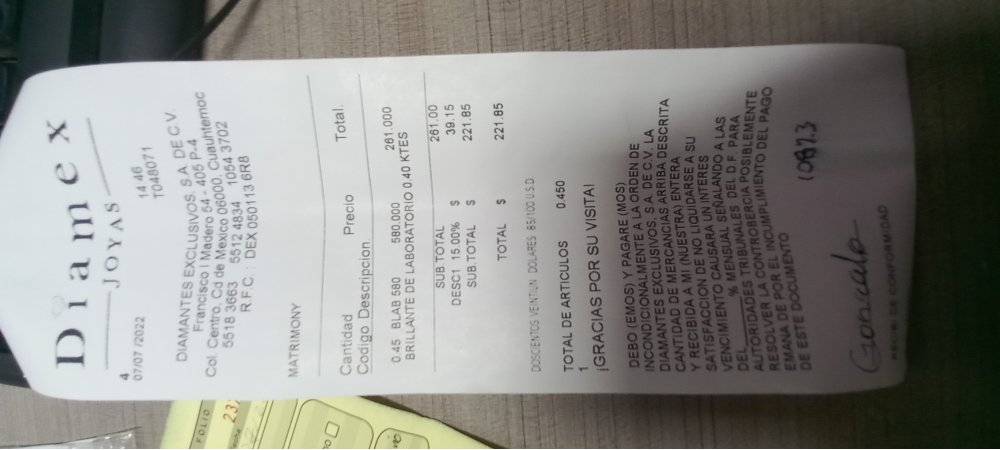 Diamex
JOYAS
4
07/07/2022 14:46
T048071
DIAMANTES EXCLUSIVOS, S.A. DE C.V.
Francisco I Madero 54 - 405 P-4
Col. Centro, Cd de Mexico 06000, Cuauhtemoc
5518 3663 5512 4834 1054 3702
R.F.C.: DEX 050113 6R8
MATRIMONY
Cantidad Precio Total.
Codigo Descripcion
0.45 BLAB 580 580.000 261.000
BRILLANTE DE LABORATORIO 0.40 KTES
SUB.TOTAL 261.00
DESC1 15.00% $ 39.15
SUB.TOTAL $ 221.85
TOTAL $ 221.85
DOSCIENTOS VEINTIUN DOLARES 85/100 U.S.D.
TOTAL DE ARTICULOS 0.450
1
¡GRACIAS POR SU VISITA!
DEBO (EMOS) Y PAGARE (MOS)
INCONDICIONALMENTE A LA ORDEN DE
DIAMANTES EXCLUSIVOS, S.A. DE C.V. LA
CANTIDAD DE MERCANCIAS ARRIBA DESCRITA
Y RECIBIDA A MI (NUESTRA) ENTERA
SATISFACCION DE NO LIQUIDARSE A SU
VENCIMIENTO CAUSARA UN INTERES
% MENSUAL SEÑALANDO A LAS
DEL TRIBUNALES DEL D.F. PARA
AUTORIDADES
RESOLVER LA CONTROBERCIA POSIBLEMENTE
EMANA DE POR EL INCUMPLIMIENTO DEL PAGO
DE ESTE DOCUMENTO
Gonzalo
RECIBI DE CONFORMIDAD
FOLIO